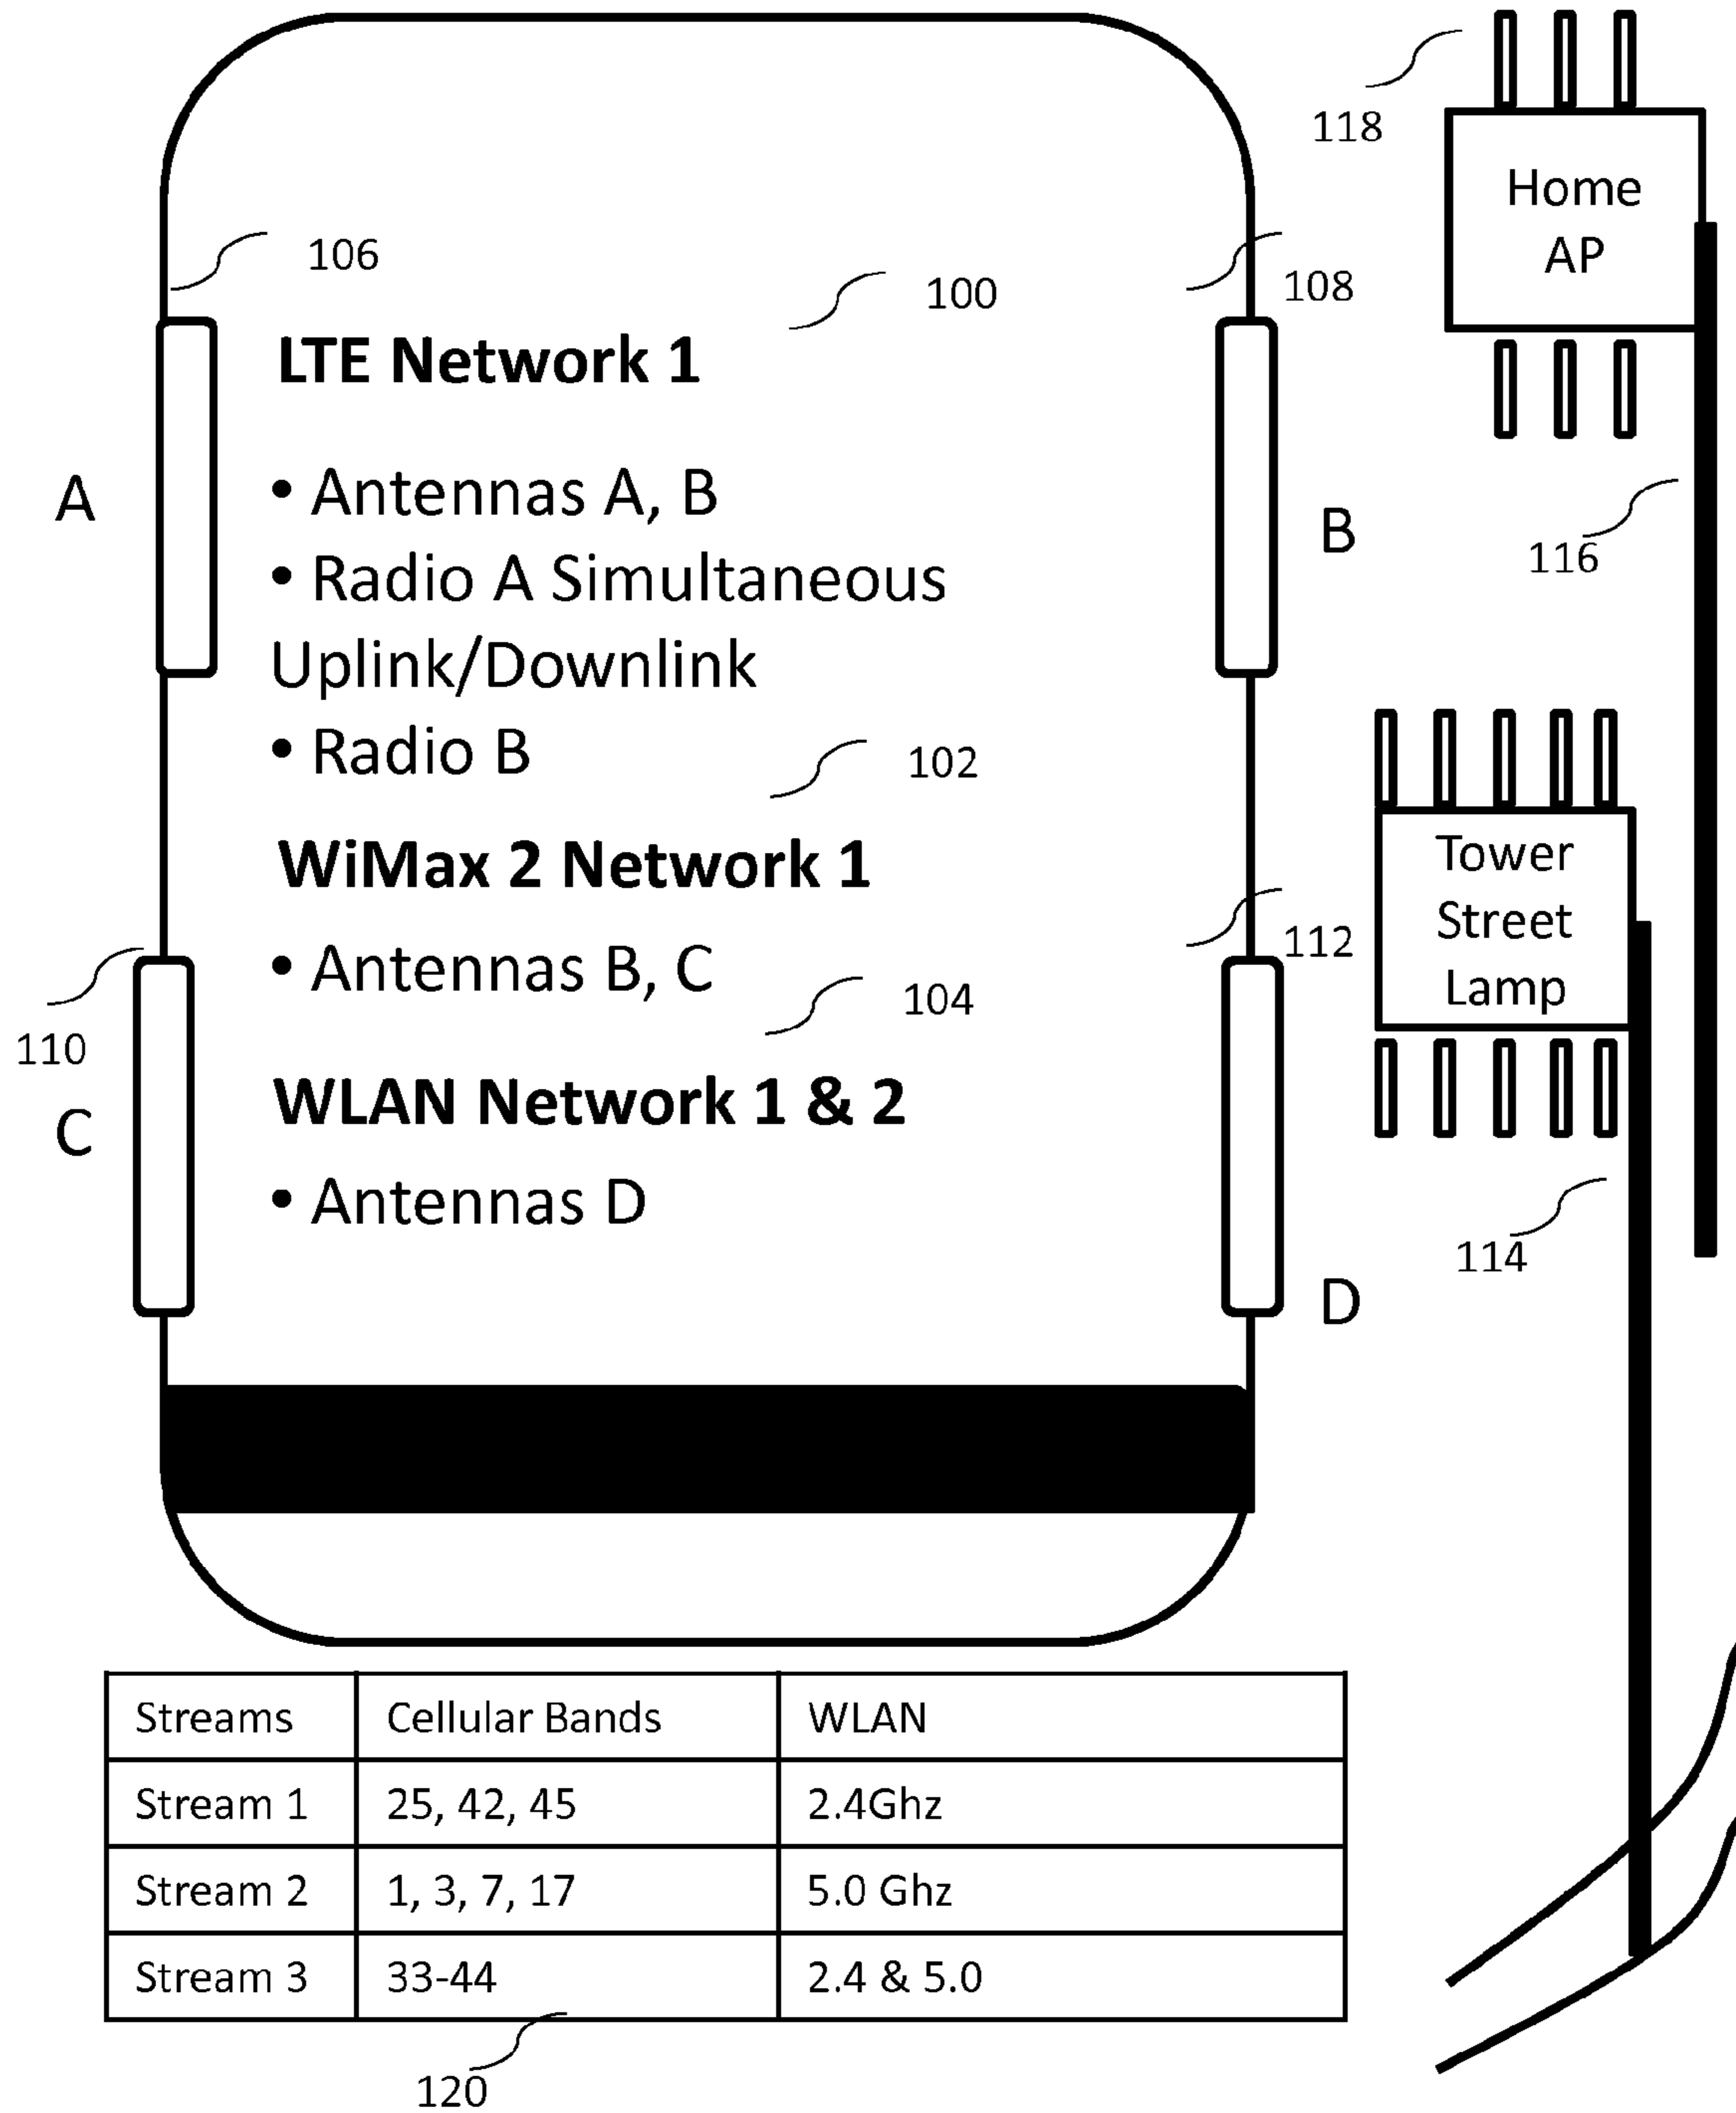 118
Home
AP
106
100
108
LTE Network 1
A
• Antennas A, B
B
116
• Radio A Simultaneous
Uplink/Downlink
• Radio B
102
Tower
Street
Lamp
WiMax 2 Network 1
112
• Antennas B, C
104
110
C
WLAN Network 1 & 2
• Antennas D
114
D
Streams Cellular Bands WLAN
Stream 1 25, 42, 45 2.4Ghz
Stream 2 1, 3, 7, 17 5.0 Ghz
Stream 3 33-44 2.4 & 5.0
120